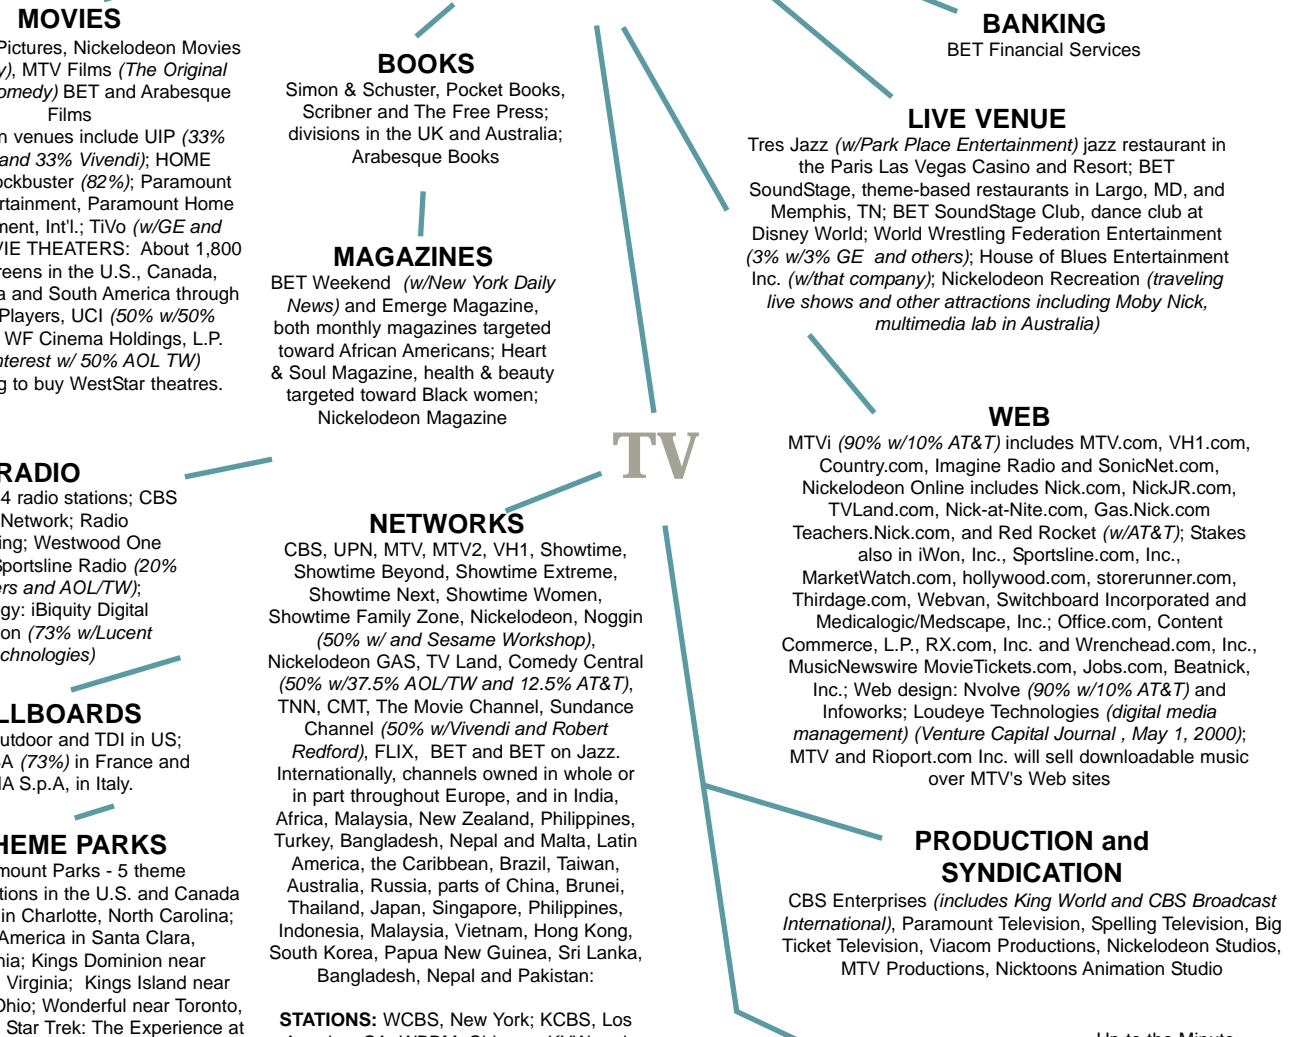 MOVIES
Pictures, Nickelodeon Movies
y), MTV Films (The Original
omedy) BET and Arabesque
Films
n venues include UIP (33%
and 33% Vivendi); HOME
ockbuster (82%); Paramount
rtainment, Paramount Home
ment, Int'l.; TiVo (w/GE and
VIE THEATERS: About 1,800
reens in the U.S., Canada,
a and South America through
Players, UCI (50% w/50%
WF Cinema Holdings, L.P.
nterest w/ 50% AOL TW)
g to buy WestStar theatres.
RADIO
4 radio stations; CBS
Network; Radio
ing; Westwood One
Sportsline Radio (20%
ers and AOL/TW);
gy: iBiquity Digital
on (73% w/Lucent
chnologies)
LLBOARDS
utdoor and TDI in US;
A (73%) in France and
IA S.p.A, in Italy.
HEME PARKS
mount Parks - 5 theme
tions in the U.S. and Canada
in Charlotte, North Carolina;
America in Santa Clara,
nia; Kings Dominion near
Virginia; Kings Island near
Ohio; Wonderful near Toronto,
Star Trek: The Experience at
BOOKS
Simon & Schuster, Pocket Books,
Scribner and The Free Press;
divisions in the UK and Australia;
Arabesque Books
MAGAZINES
BET Weekend (w/New York Daily
News) and Emerge Magazine,
both monthly magazines targeted
toward African Americans; Heart
& Soul Magazine, health & beauty
targeted toward Black women;
Nickelodeon Magazine
TV
NETWORKS
CBS, UPN, MTV, MTV2, VH1, Showtime,
Showtime Beyond, Showtime Extreme,
Showtime Next, Showtime Women,
Showtime Family Zone, Nickelodeon, Noggin
(50% w/ and Sesame Workshop),
Nickelodeon GAS, TV Land, Comedy Central
(50% w/37.5% AOL/TW and 12.5% AT&T),
TNN, CMT, The Movie Channel, Sundance
Channel (50% w/Vivendi and Robert
Redford), FLIX, BET and BET on Jazz.
Internationally, channels owned in whole or
in part throughout Europe, and in India,
Africa, Malaysia, New Zealand, Philippines,
Turkey, Bangladesh, Nepal and Malta, Latin
America, the Caribbean, Brazil, Taiwan,
Australia, Russia, parts of China, Brunei,
Thailand, Japan, Singapore, Philippines,
Indonesia, Malaysia, Vietnam, Hong Kong,
South Korea, Papua New Guinea, Sri Lanka,
Bangladesh, Nepal and Pakistan:
STATIONS: WCBS, New York; KCBS, Los
BANKING
BET Financial Services
LIVE VENUE
Tres Jazz (w/Park Place Entertainment) jazz restaurant in
the Paris Las Vegas Casino and Resort; BET
SoundStage, theme-based restaurants in Largo, MD, and
Memphis, TN; BET SoundStage Club, dance club at
Disney World; World Wrestling Federation Entertainment
(3% w/3% GE and others); House of Blues Entertainment
Inc. (w/that company); Nickelodeon Recreation (traveling
live shows and other attractions including Moby Nick,
multimedia lab in Australia)
WEB
MTVi (90% w/10% AT&T) includes MTV.com, VH1.com,
Country.com, Imagine Radio and SonicNet.com,
Nickelodeon Online includes Nick.com, NickJR.com,
TVLand.com, Nick-at-Nite.com, Gas.Nick.com
Teachers.Nick.com, and Red Rocket (w/AT&T); Stakes
also in iWon, Inc., Sportsline.com, Inc.,
MarketWatch.com, hollywood.com, storerunner.com,
Thirdage.com, Webvan, Switchboard Incorporated and
Medicalogic/Medscape, Inc.; Office.com, Content
Commerce, L.P., RX.com, Inc. and Wrenchead.com, Inc.,
MusicNewswire MovieTickets.com, Jobs.com, Beatnick,
Inc.; Web design: Nvolve (90% w/10% AT&T) and
Infoworks; Loudeye Technologies (digital media
management) (Venture Capital Journal , May 1, 2000);
MTV and Rioport.com Inc. will sell downloadable music
over MTV's Web sites
PRODUCTION and
SYNDICATION
CBS Enterprises (includes King World and CBS Broadcast
International), Paramount Television, Spelling Television, Big
Ticket Television, Viacom Productions, Nickelodeon Studios,
MTV Productions, Nicktoons Animation Studio
Up to the Minute